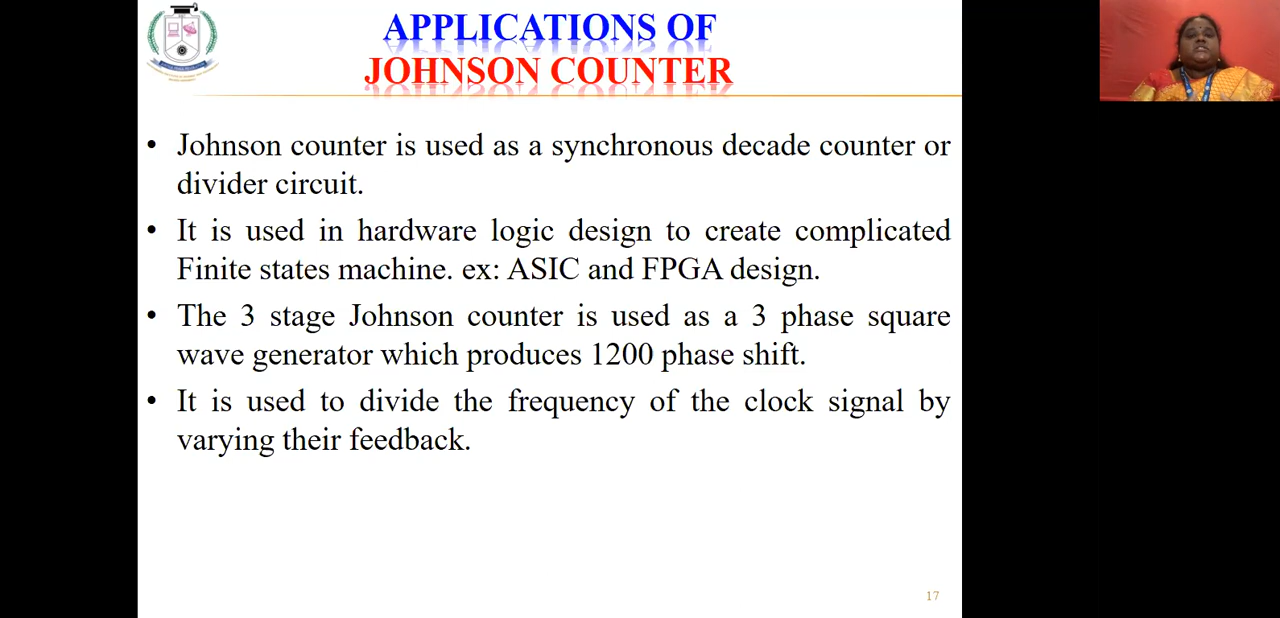 APPLICATIONS OF
JOHNSON COUNTER
• Johnson counter is used as a synchronous decade counter or
divider circuit.
• It is used in hardware logic design to create complicated
Finite states machine. ex: ASIC and FPGA design.
• The 3 stage Johnson counter is used as a 3 phase square
wave generator which produces 1200 phase shift.
• It is used to divide the frequency of the clock signal by
varying their feedback.
17